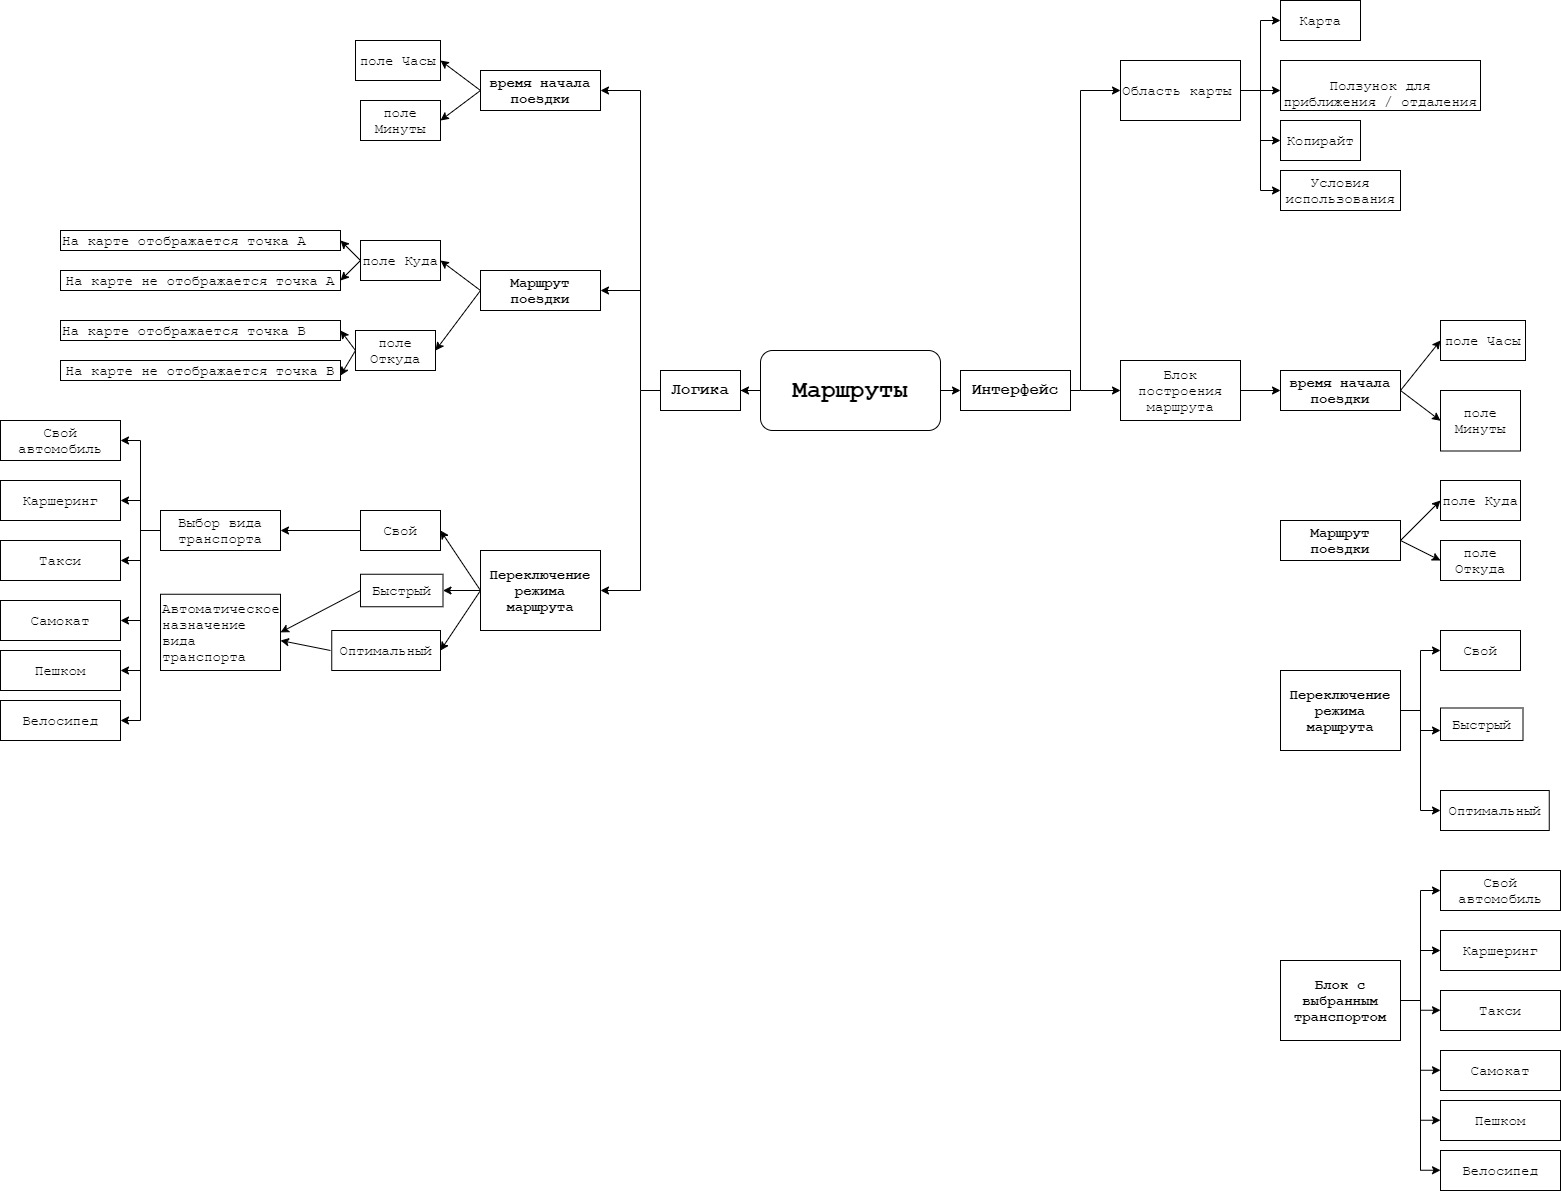 Карта
поле Часы
время начала
поездки
поле
Минуты
Область карты
Ползунок для
приближения / отдаления
Копирайт
Условия
использования
На карте отображается точка А
На карте не отображается точка А
поле Куда
Маршрут
поездки
На карте отображается точка В
На карте не отображается точка В
поле
Откуда
Логика
Маршруты
Интерфейс
Блок
построения
маршрута
время начала
поездки
поле Часы
поле
Минуты
Свой
автомобиль
Каршеринг
Такси
Самокат
Пешком
Велосипед
Выбор вида
транспорта
Свой
Автоматическое
назначение
вида
транспорта
Быстрый
Оптимальный
Переключение
режима
маршрута
Маршрут
поездки
поле Куда
поле
Откуда
Переключение
режима
маршрута
Свой
Быстрый
Оптимальный
Блок с
выбранным
транспортом
Свой
автомобиль
Каршеринг
Такси
Самокат
Пешком
Велосипед